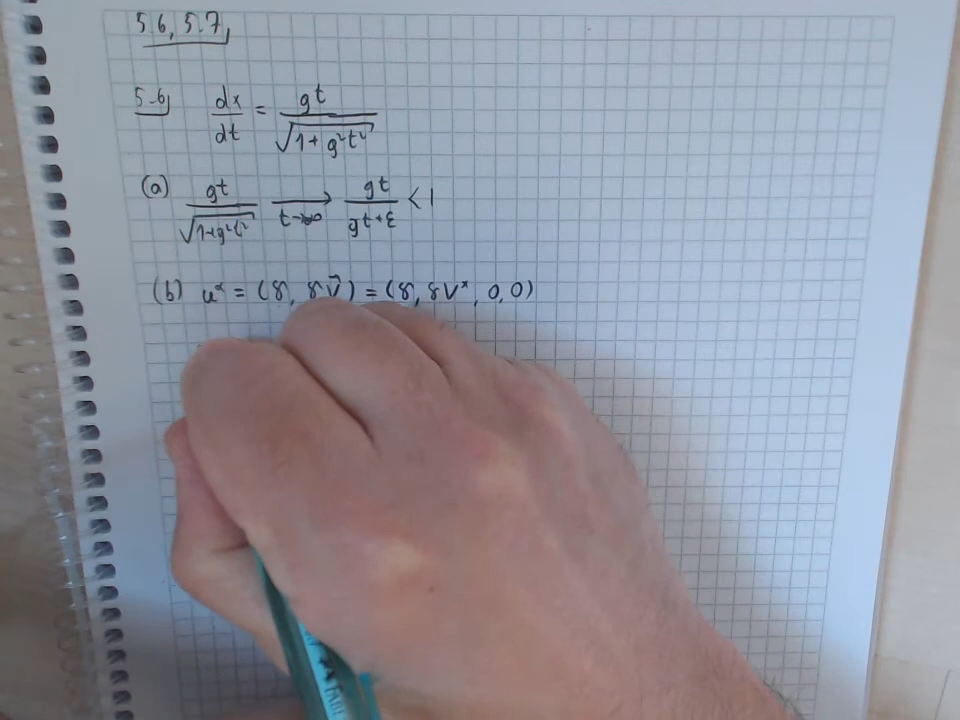 5.6, 5.7,
5.6, dx/dt = gt/√(1+g²t²)
(a) gt/√(1+g²t²) →_{t→∞} gt/(gt+ε) < 1
(b) u^α = (γ, γv⃗) = (γ, γv^x, 0, 0)